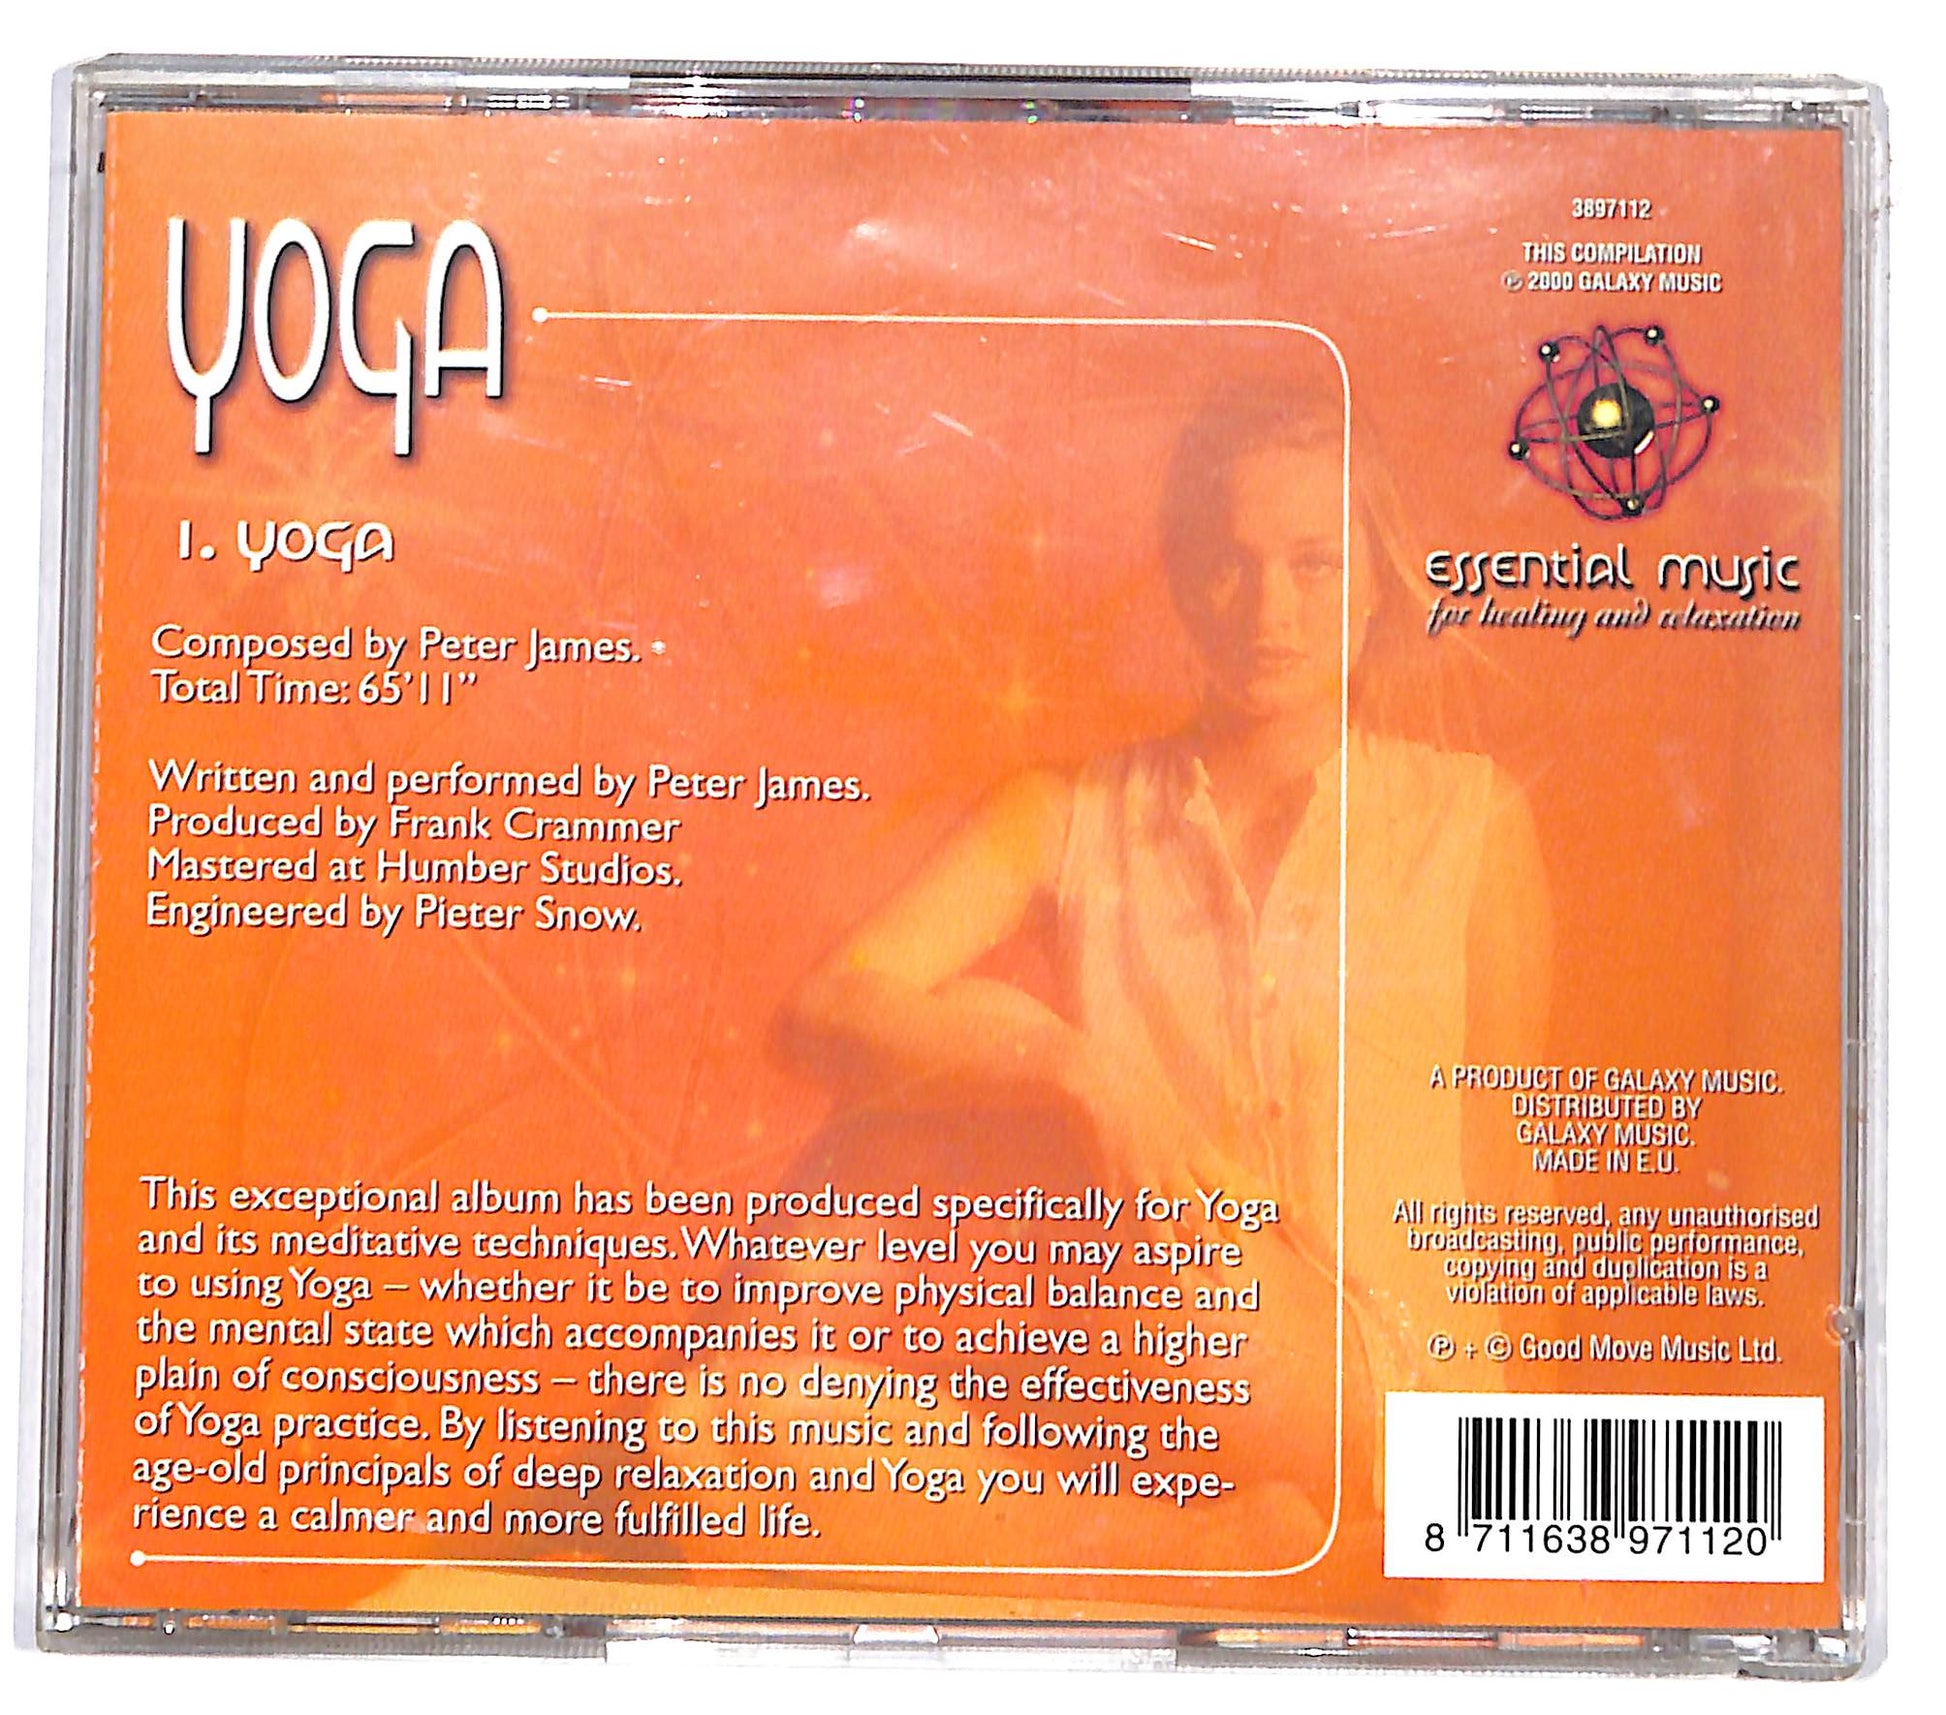 YOGA
1. YOGA
Composed by Peter James. *
Total Time: 65'11”
Written and performed by Peter James.
Produced by Frank Crammer
Mastered at Humber Studios.
Engineered by Pieter Snow.
This exceptional album has been produced specifically for Yoga
and its meditative techniques. Whatever level you may aspire
to using Yoga – whether it be to improve physical balance and
the mental state which accompanies it or to achieve a higher
plain of consciousness – there is no denying the effectiveness
of Yoga practice. By listening to this music and following the
age-old principals of deep relaxation and Yoga you will expe-
rience a calmer and more fulfilled life.
3897112
THIS COMPILATION
℗ 2000 GALAXY MUSIC
essential music
for healing and relaxation
A PRODUCT OF GALAXY MUSIC.
DISTRIBUTED BY
GALAXY MUSIC.
MADE IN E.U.
All rights reserved, any unauthorised
broadcasting, public performance,
copying and duplication is a
violation of applicable laws.
℗ + © Good Move Music Ltd.
8 711638 971120